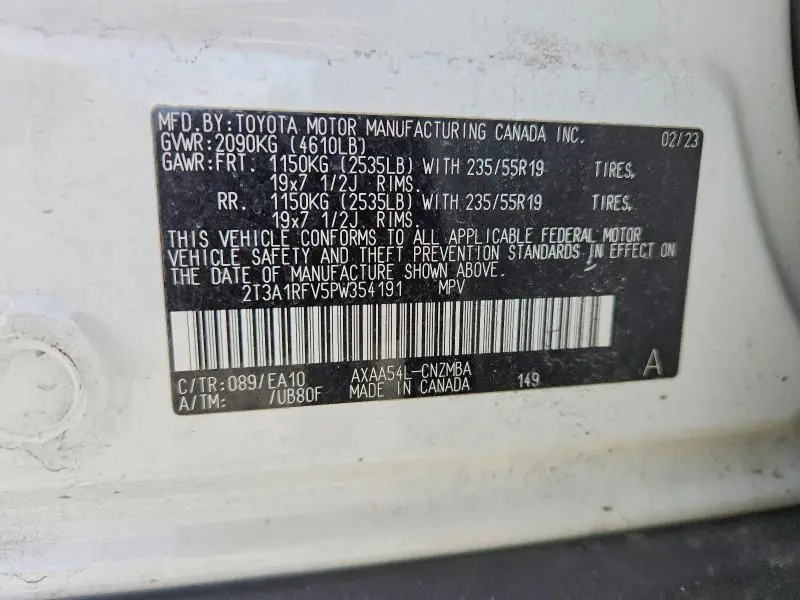 MFD.BY:TOYOTA MOTOR MANUFACTURING CANADA INC. 02/23
GVWR:2090KG (4610LB)
GAWR:FRT. 1150KG (2535LB) WITH 235/55R19 TIRES,
19x7 1/2J RIMS.
RR. 1150KG (2535LB) WITH 235/55R19 TIRES,
19x7 1/2J RIMS.
THIS VEHICLE CONFORMS TO ALL APPLICABLE FEDERAL MOTOR
VEHICLE SAFETY AND THEFT PREVENTION STANDARDS IN EFFECT ON
THE DATE OF MANUFACTURE SHOWN ABOVE.
2T3A1RFV5PW354191 MPV
C/TR:089/EA10 AXAA54L-CNZMBA A
A/TM: /UB80F MADE IN CANADA 149